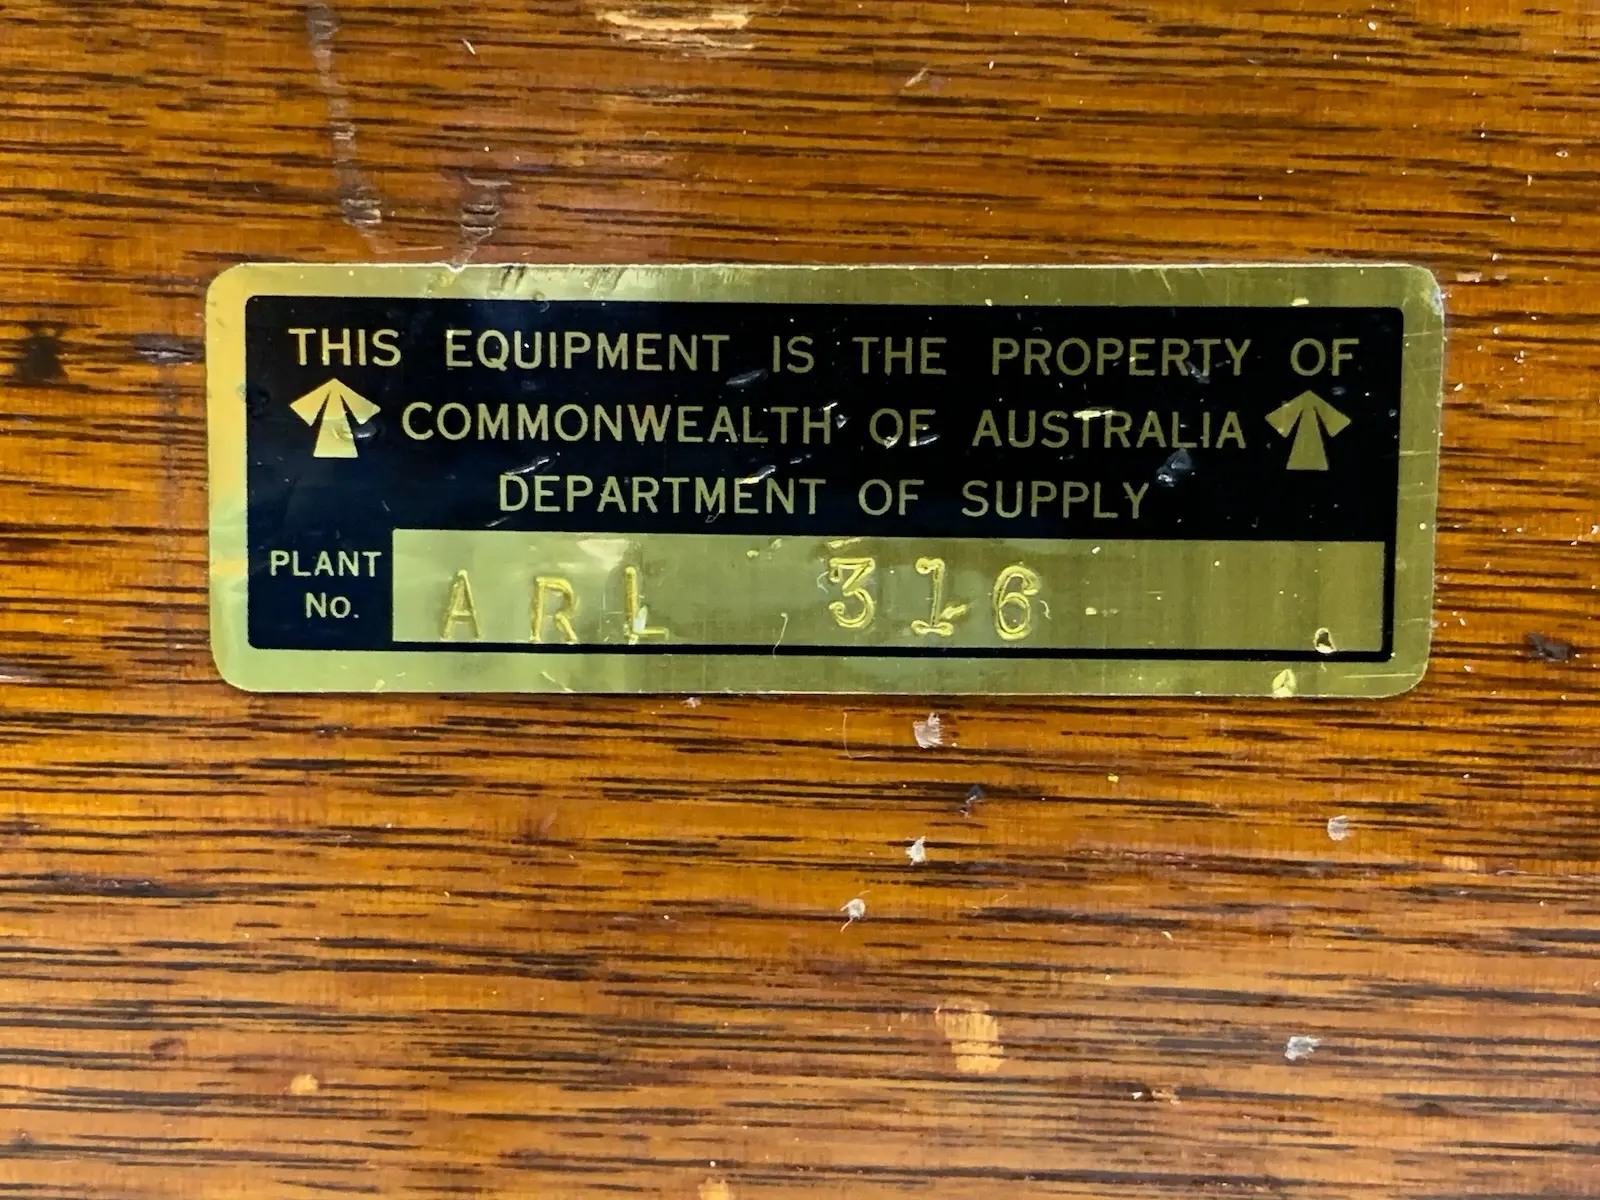 THIS EQUIPMENT IS THE PROPERTY OF
COMMONWEALTH OF AUSTRALIA
DEPARTMENT OF SUPPLY
PLANT No. ARL 316